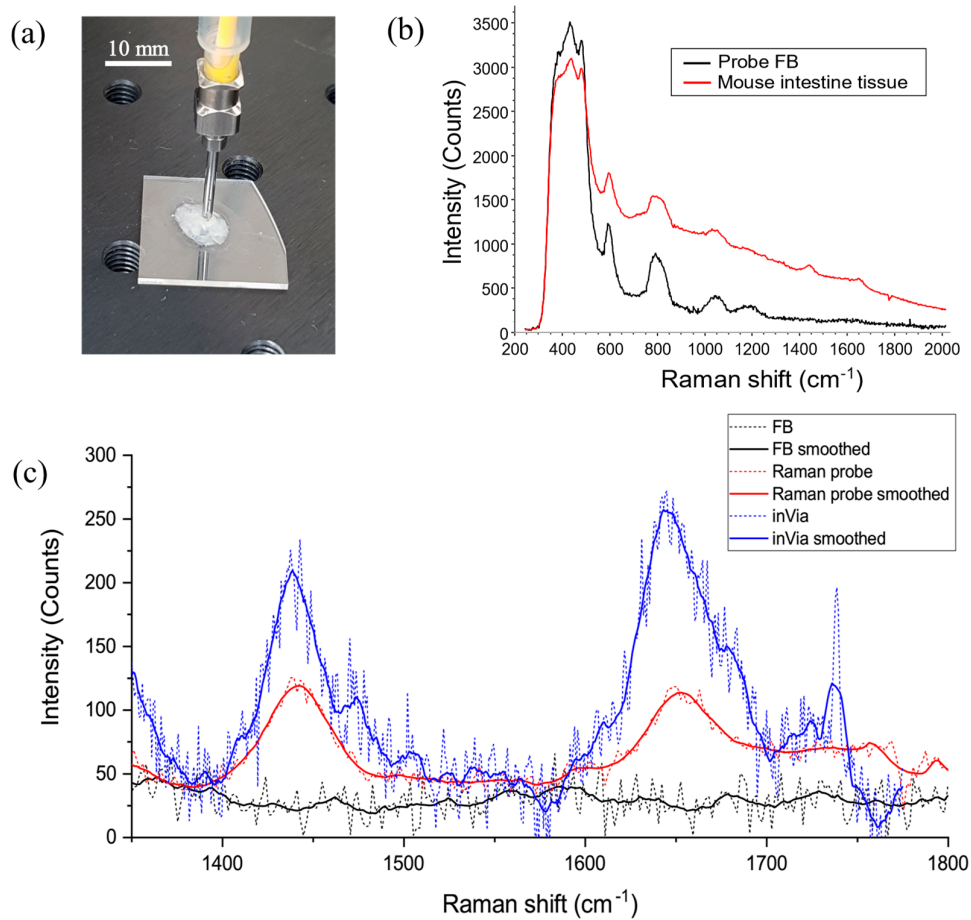 (a)
10 mm
(b)
3500
3000
2500
2000
1500
1000
500
0
Intensity (Counts)
Probe FB
Mouse intestine tissue
200 400 600 800 1000 1200 1400 1600 1800 2000
Raman shift (cm⁻¹)
(c)
FB
FB smoothed
Raman probe
Raman probe smoothed
inVia
inVia smoothed
300
250
200
150
100
50
0
Intensity (Counts)
1400 1500 1600 1700 1800
Raman shift (cm⁻¹)